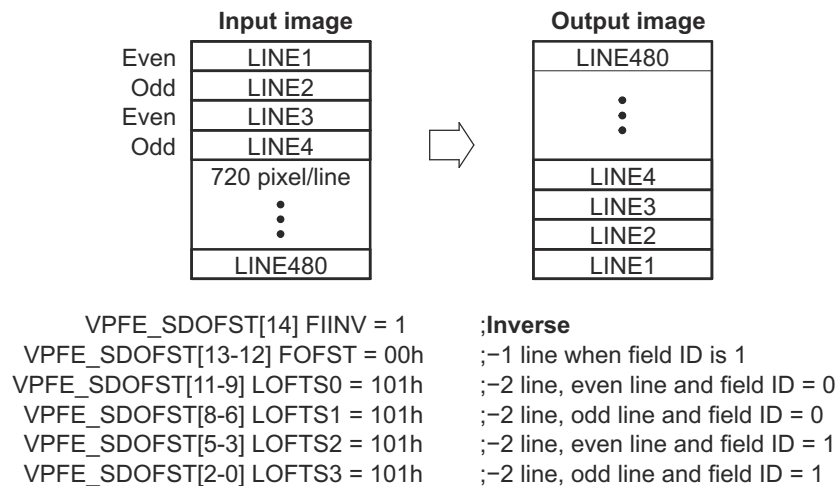 Input image
Output image
Even LINE1
Odd LINE2
Even LINE3
Odd LINE4
720 pixel/line
LINE480
LINE480
LINE4
LINE3
LINE2
LINE1
VPFE_SDOFST[14] FIINV = 1 ;Inverse
VPFE_SDOFST[13-12] FOFST = 00h ;−1 line when field ID is 1
VPFE_SDOFST[11-9] LOFTS0 = 101h ;−2 line, even line and field ID = 0
VPFE_SDOFST[8-6] LOFTS1 = 101h ;−2 line, odd line and field ID = 0
VPFE_SDOFST[5-3] LOFTS2 = 101h ;−2 line, even line and field ID = 1
VPFE_SDOFST[2-0] LOFTS3 = 101h ;−2 line, odd line and field ID = 1